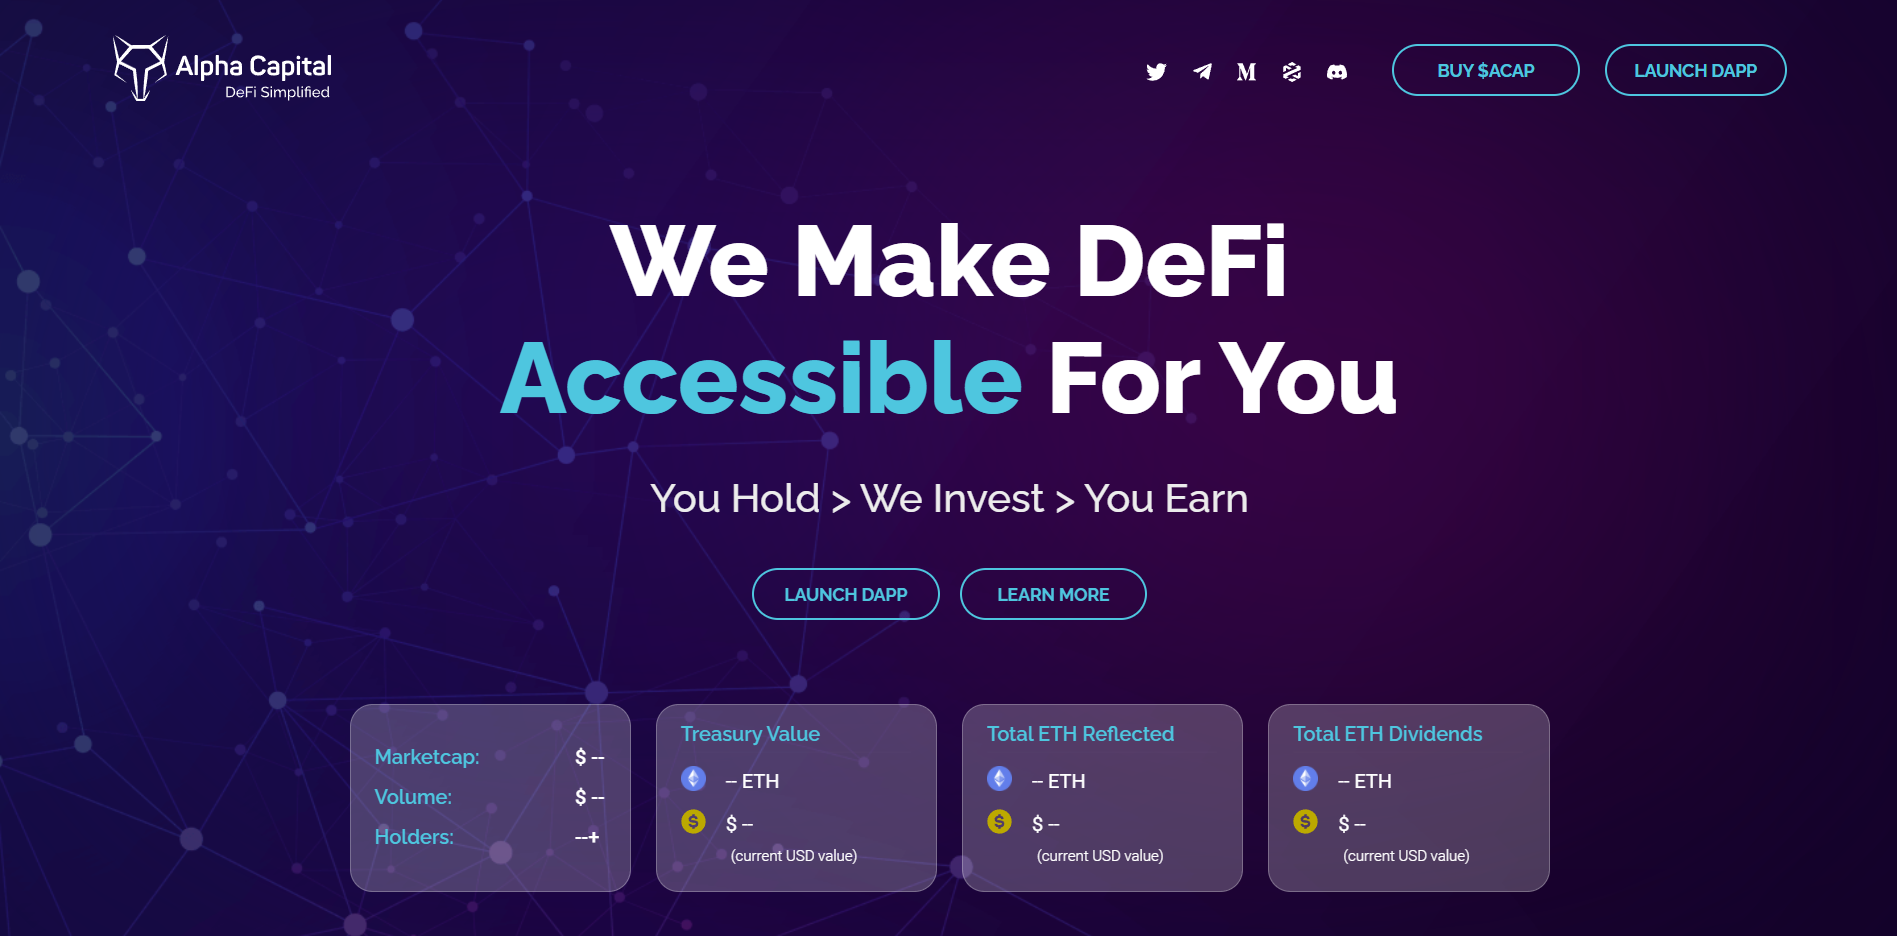 Alpha Capital
DeFi Simplified
BUY $ACAP
LAUNCH DAPP
We Make DeFi
Accessible For You
You Hold > We Invest > You Earn
LAUNCH DAPP
LEARN MORE
Marketcap: $ --
Volume: $ --
Holders: --+
Treasury Value
-- ETH
$ --
(current USD value)
Total ETH Reflected
-- ETH
$ --
(current USD value)
Total ETH Dividends
-- ETH
$ --
(current USD value)